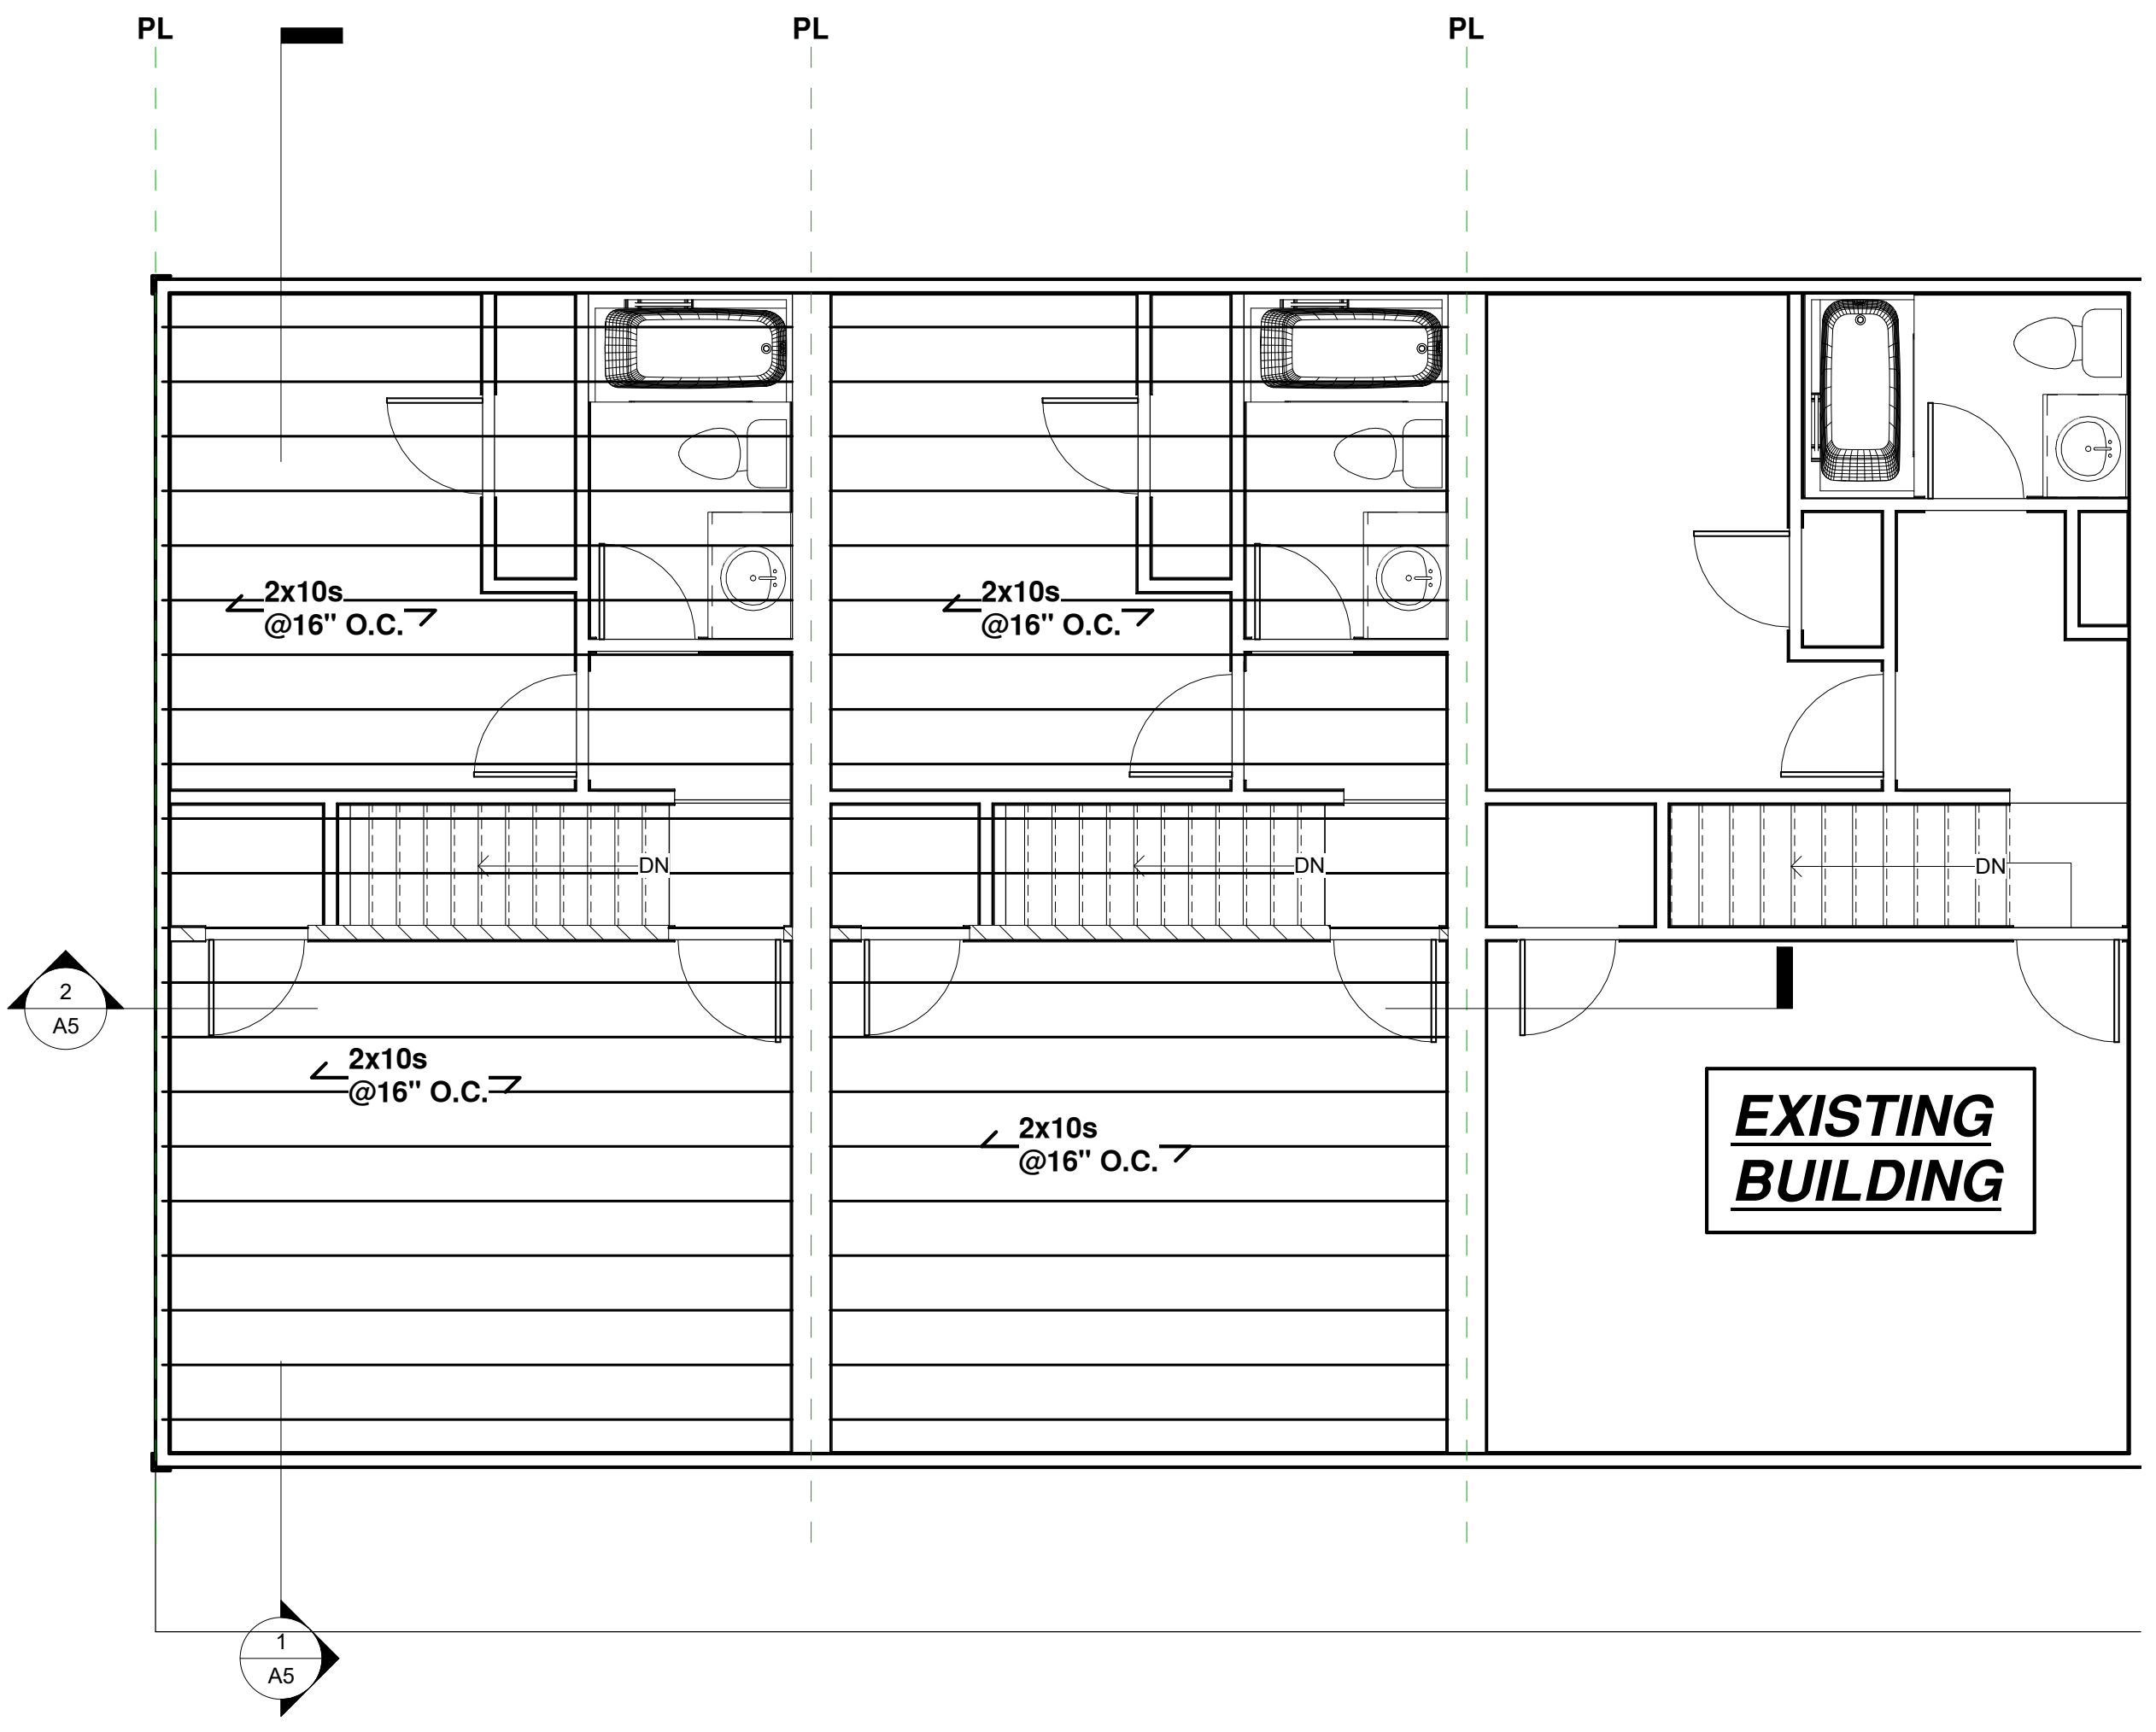 PL
PL
PL
2x10s
@16" O.C.
2x10s
@16" O.C.
DN
DN
DN
2
A5
2x10s
@16" O.C.
2x10s
@16" O.C.
EXISTING
BUILDING
1
A5